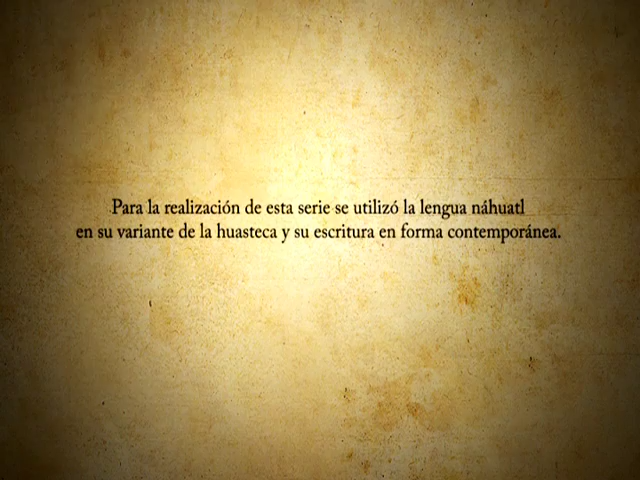 Para la realización de esta serie se utilizó la lengua náhuatl
en su variante de la huasteca y su escritura en forma contemporánea.